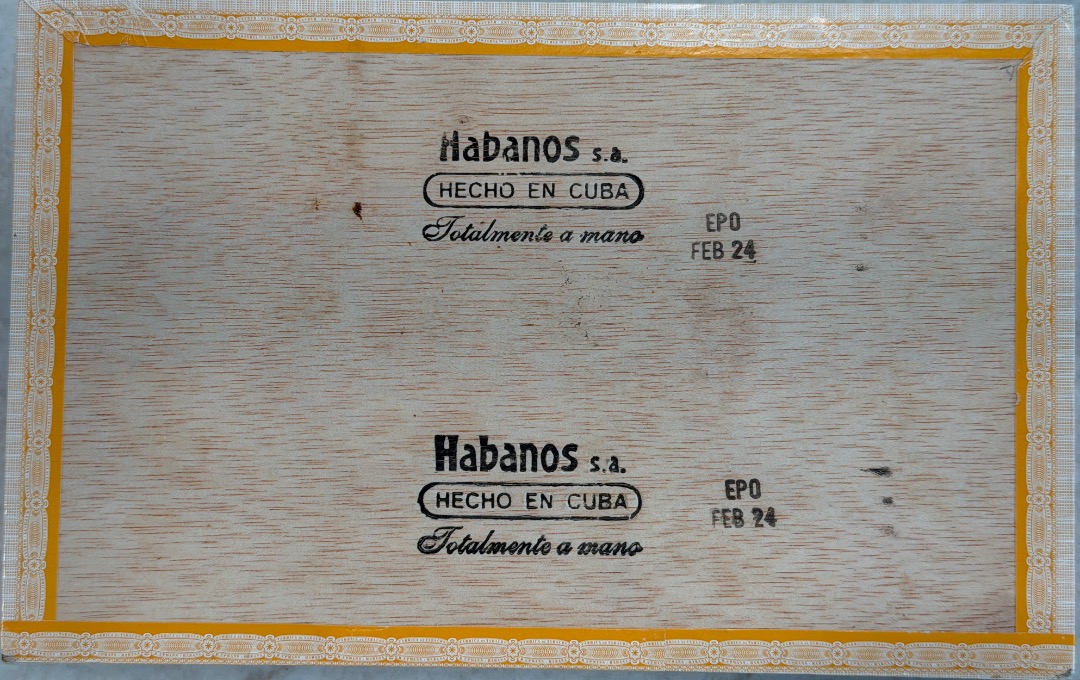 Habanos s.a.
HECHO EN CUBA
Totalmente a mano
EPO
FEB 24
Habanos s.a.
HECHO EN CUBA
Totalmente a mano
EPO
FEB 24